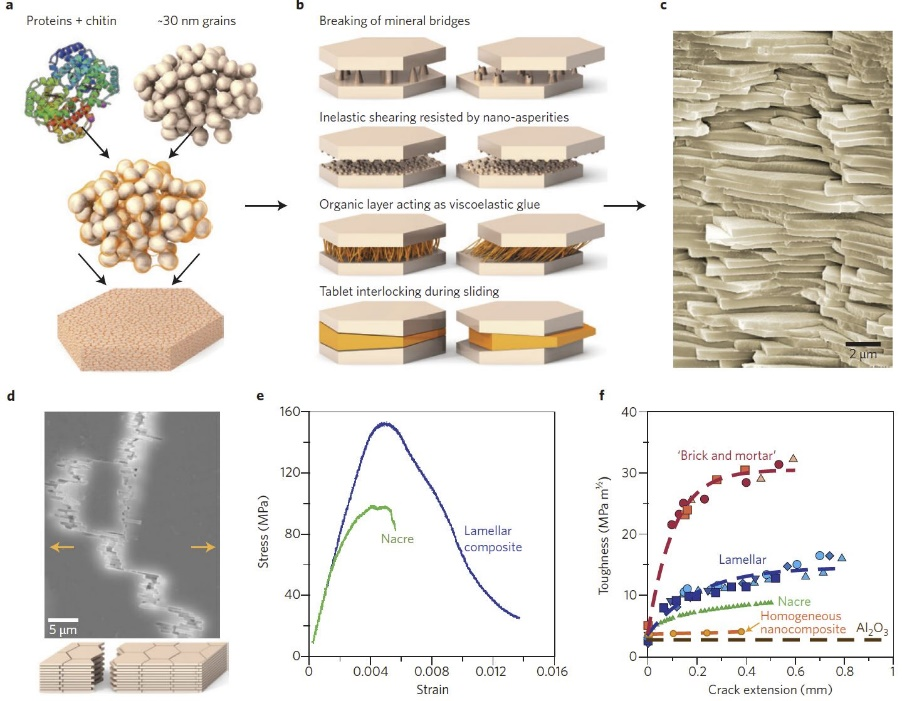 a
Proteins + chitin
~30 nm grains
b
Breaking of mineral bridges
Inelastic shearing resisted by nano-asperities
Organic layer acting as viscoelastic glue
Tablet interlocking during sliding
c
2 µm
d
5 µm
e
160
120
80
40
0
Stress (MPa)
Nacre
Lamellar
composite
0
0.004
0.008
0.012
0.016
Strain
f
40
30
20
10
0
Toughness (MPa m½)
'Brick and mortar'
Lamellar
Nacre
Homogeneous
nanocomposite
Al₂O₃
0
0.2
0.4
0.6
0.8
1
Crack extension (mm)